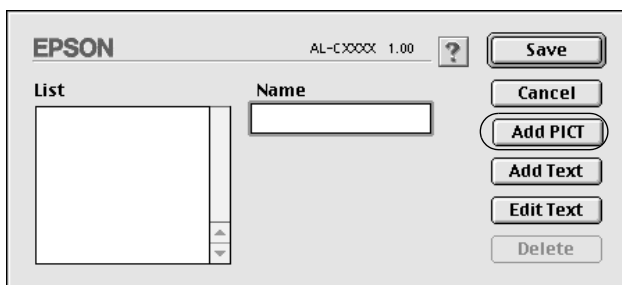 EPSON AL-CXXXX 1.00 ? Save
List Name Cancel
Add PICT
Add Text
Edit Text
Delete